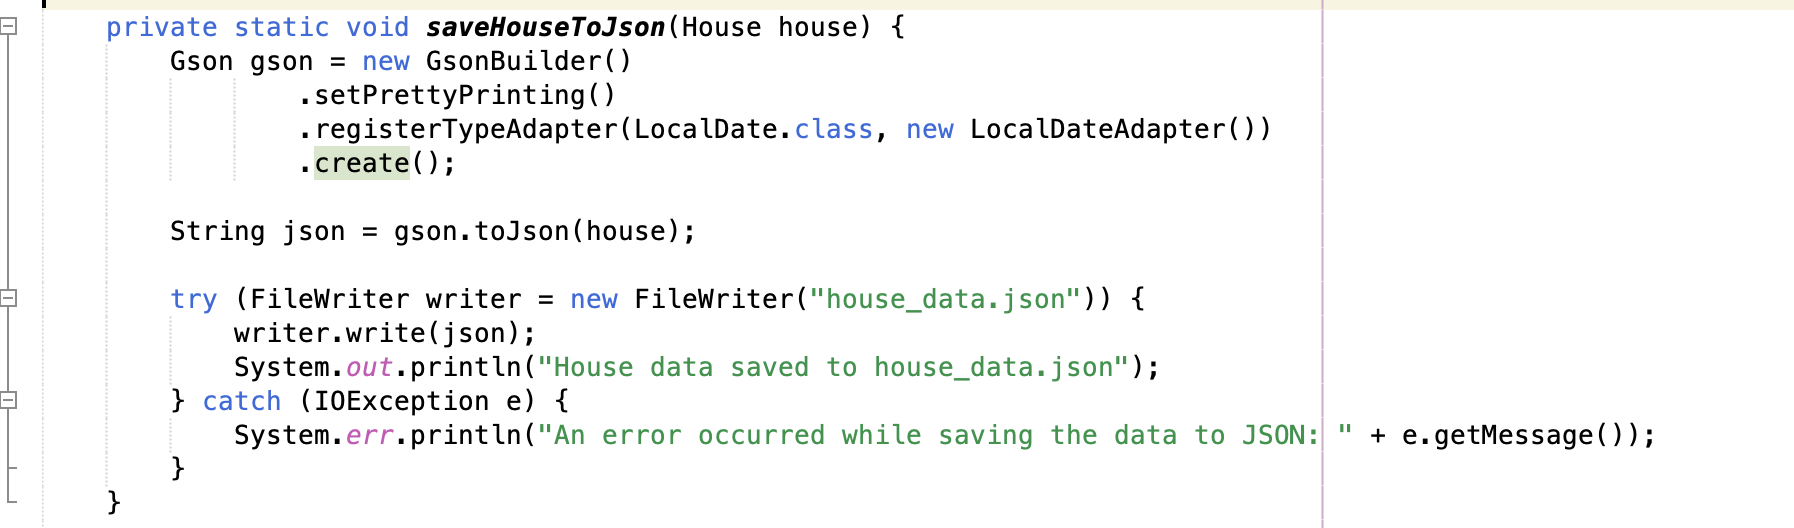 private static void saveHouseToJson(House house) {
Gson gson = new GsonBuilder()
.setPrettyPrinting()
.registerTypeAdapter(LocalDate.class, new LocalDateAdapter())
.create();
String json = gson.toJson(house);
try (FileWriter writer = new FileWriter("house_data.json")) {
writer.write(json);
System.out.println("House data saved to house_data.json");
} catch (IOException e) {
System.err.println("An error occurred while saving the data to JSON: " + e.getMessage());
}
}